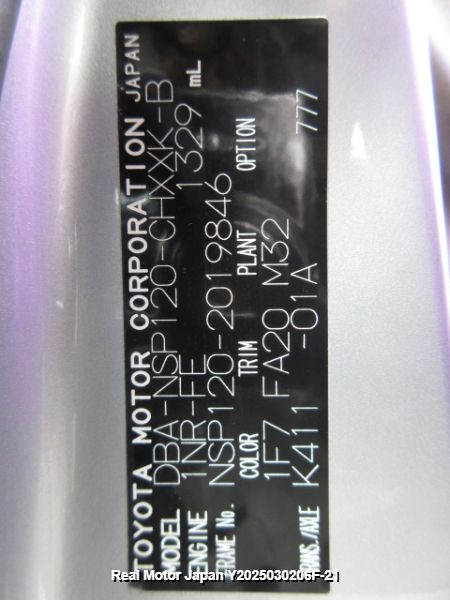 TOYOTA MOTOR CORPORATION JAPAN
MODEL DBA-NSP120-CHXXK-B
ENGINE 1NR-FE 1329 mL
FRAME No. NSP120-2019846
COLOR TRIM PLANT OPTION
1F7 FA20 M32
TRANS./AXLE K411 -01A 777
Real Motor Japan Y2025030206F-21